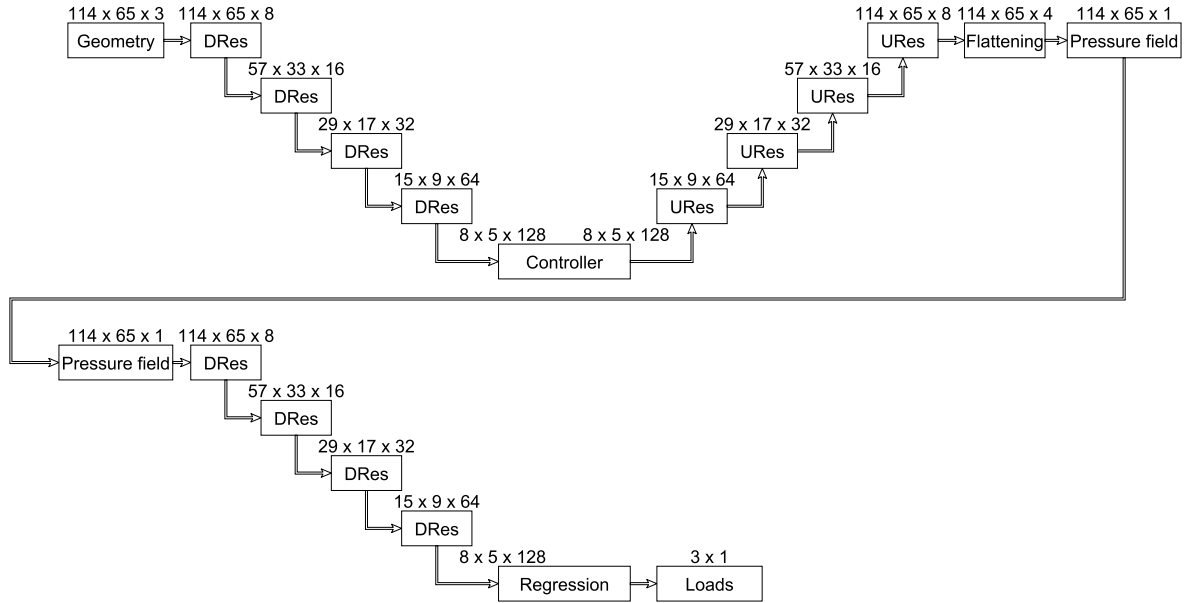 114 x 65 x 3
Geometry
114 x 65 x 8
DRes
57 x 33 x 16
DRes
29 x 17 x 32
DRes
15 x 9 x 64
DRes
8 x 5 x 128
8 x 5 x 128
Controller
15 x 9 x 64
URes
29 x 17 x 32
URes
57 x 33 x 16
URes
114 x 65 x 8
URes
114 x 65 x 4
Flattening
114 x 65 x 1
Pressure field
114 x 65 x 1
Pressure field
114 x 65 x 8
DRes
57 x 33 x 16
DRes
29 x 17 x 32
DRes
15 x 9 x 64
DRes
8 x 5 x 128
Regression
3 x 1
Loads